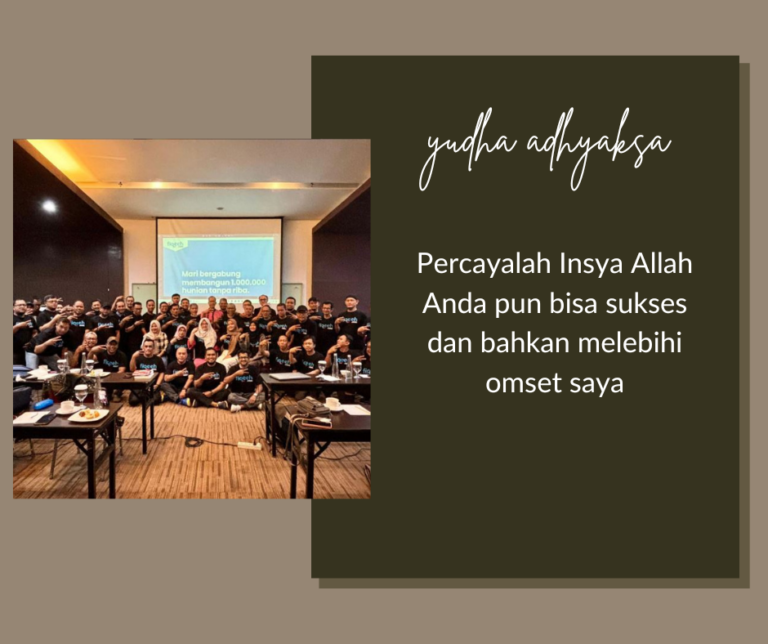 yudha adhyaksa
Percayalah Insya Allah
Anda pun bisa sukses
dan bahkan melebihi
omset saya
Mari bergabung
membangun 1.000.000
hunian tanpa riba.